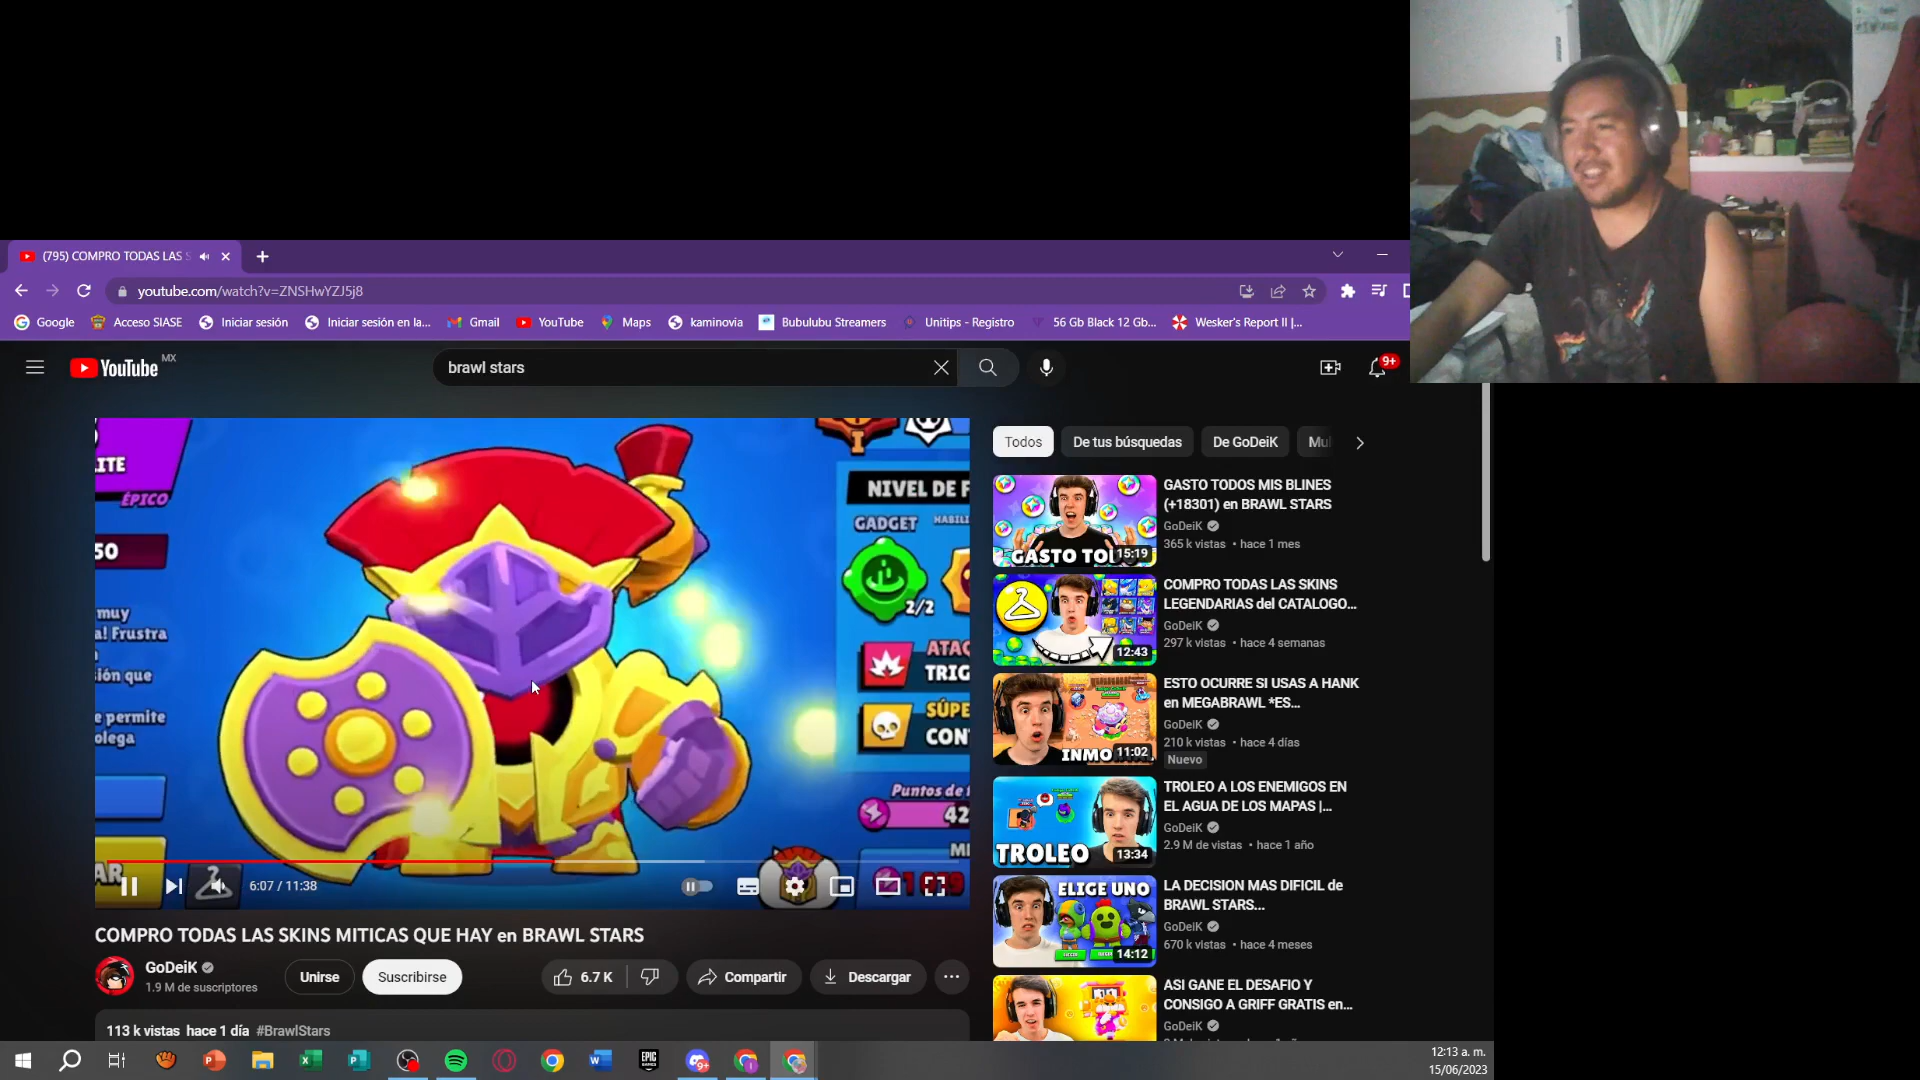 (795) COMPRO TODAS LAS S
youtube.com/watch?v=ZNSHwYZJ5j8
Google
Acceso SIASE
Iniciar sesión
Iniciar sesión en la...
Gmail
YouTube
Maps
kaminovia
Bubulubu Streamers
Unitips - Registro
56 Gb Black 12 Gb...
Wesker's Report II |...
YouTube MX
brawl stars
9+
ITE
ÉPICO
50
muy
a! Frustra
ión que
e permite
olega
AR
NIVEL DE F
GADGET
HABILI
2/2
ATAQ
TRIG
SÚPE
CON
Puntos de f
42
6:07 / 11:38
COMPRO TODAS LAS SKINS MITICAS QUE HAY en BRAWL STARS
GoDeiK
1.9 M de suscriptores
Unirse
Suscribirse
6.7 K
Compartir
Descargar
113 k vistas hace 1 día #BrawlStars
Todos
De tus búsquedas
De GoDeiK
Mu
GASTO TO
15:19
GASTO TODOS MIS BLINES
(+18301) en BRAWL STARS
GoDeiK
365 k vistas • hace 1 mes
12:43
COMPRO TODAS LAS SKINS
LEGENDARIAS del CATALOGO...
GoDeiK
297 k vistas • hace 4 semanas
INMO
11:02
ESTO OCURRE SI USAS A HANK
en MEGABRAWL *ES...
GoDeiK
210 k vistas • hace 4 días
Nuevo
TROLEO
13:34
TROLEO A LOS ENEMIGOS EN
EL AGUA DE LOS MAPAS |...
GoDeiK
2.9 M de vistas • hace 1 año
ELIGE UNO
14:12
LA DECISION MAS DIFICIL de
BRAWL STARS...
GoDeiK
670 k vistas • hace 4 meses
ASI GANE EL DESAFIO Y
CONSIGO A GRIFF GRATIS en...
GoDeiK
EPIC
9+
12:13 a. m.
15/06/2023